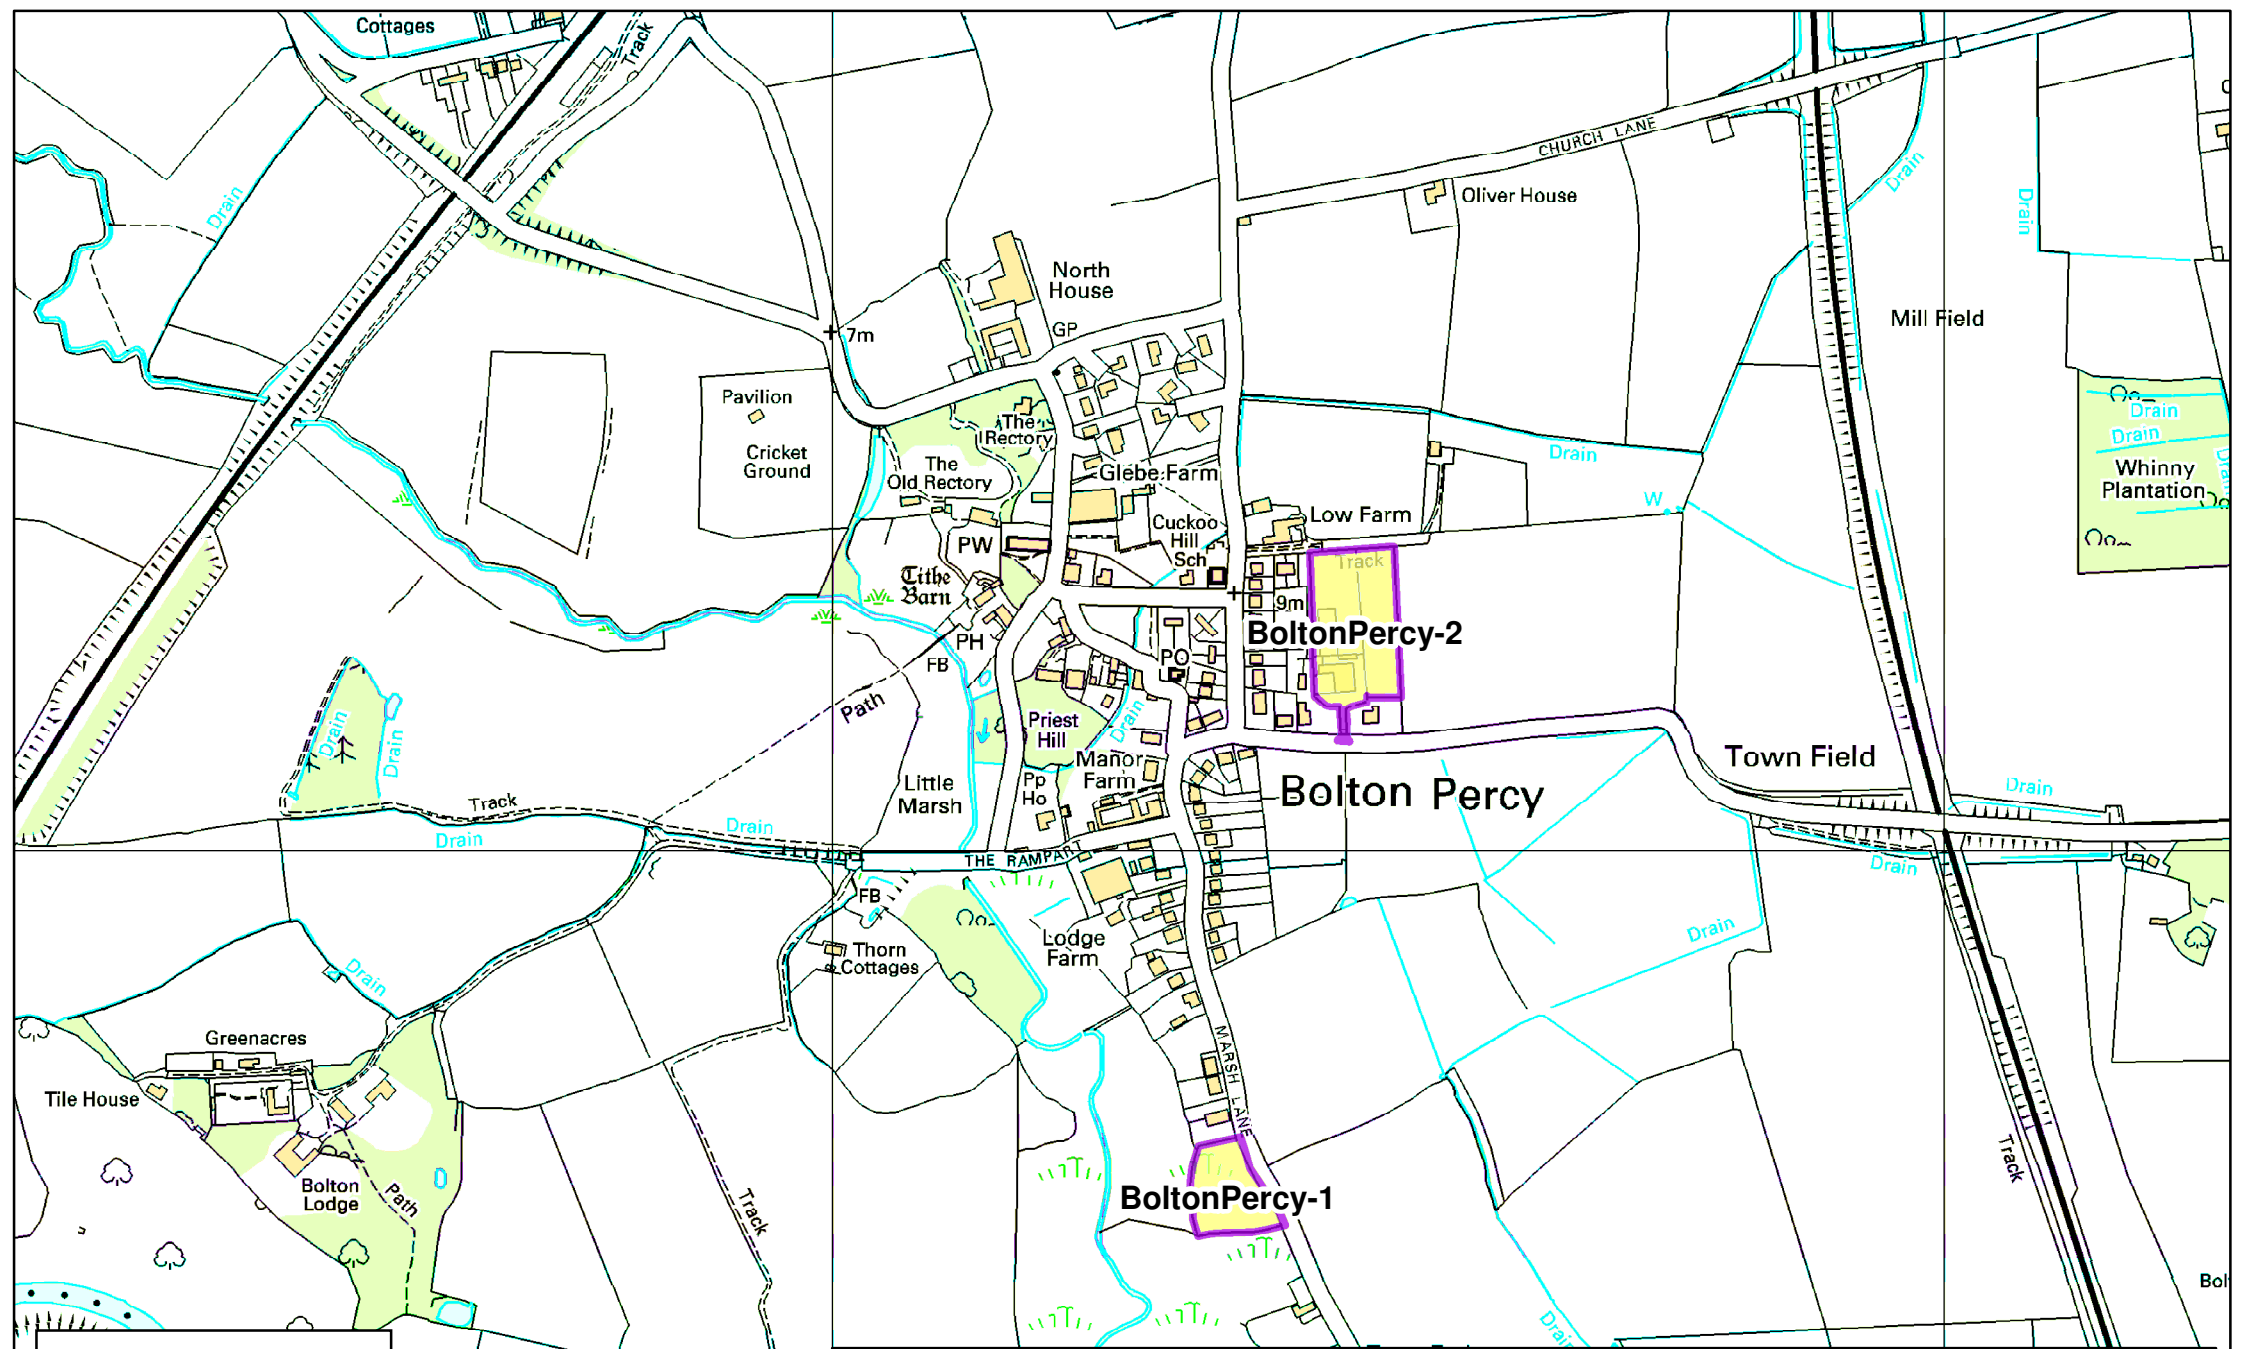 Cottages
Track
CHURCH LANE
Oliver House
Drain
Drain
Drain
North
House
GP
7m
Mill Field
Pavilion
Cricket
Ground
The
Rectory
The
Old Rectory
Glebe Farm
Drain
Drain
Drain
Drain
Whinny
Plantation
W
Low Farm
Cuckoo
Hill
Sch
PW
Tithe
Barn
Track
9m
BoltonPercy-2
PH
FB
PO
Path
Priest
Hill
Drain
Drain
Drain
Manor
Farm
Town Field
Bolton Percy
Little
Marsh
Pp
Ho
Track
Drain
Drain
Drain
THE RAMPART
Drain
FB
Thorn
Cottages
Lodge
Farm
Drain
Drain
Greenacres
MARSH LANE
Tile House
Bolton
Lodge
Path
Track
Track
BoltonPercy-1
Bol
Drain